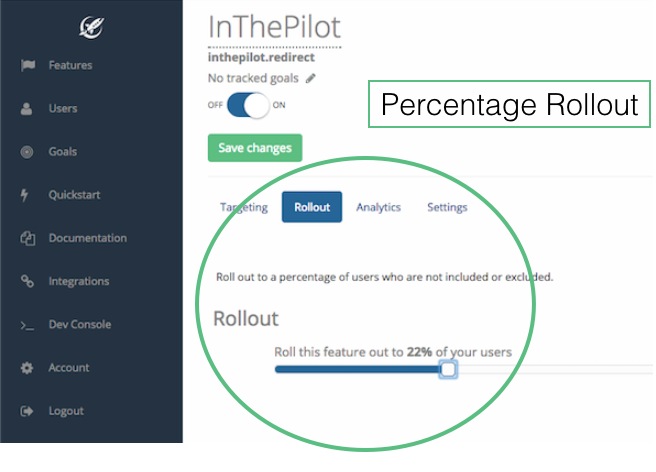 InThePilot
inthepilot.redirect
No tracked goals
OFF ON
Percentage Rollout
Save changes
Features
Users
Goals
Quickstart
Documentation
Integrations
Dev Console
Account
Logout
Targeting Rollout Analytics Settings
Roll out to a percentage of users who are not included or excluded.
Rollout
Roll this feature out to 22% of your users